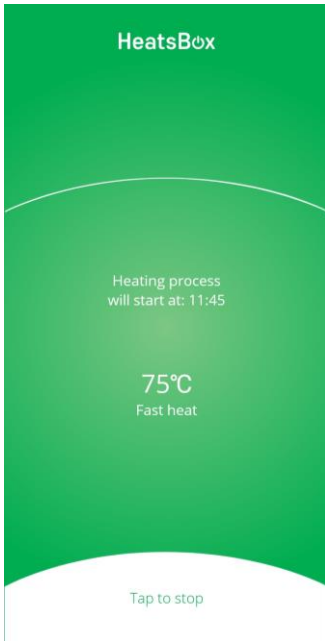 HeatsBox
Heating process
will start at: 11:45
75℃
Fast heat
Tap to stop